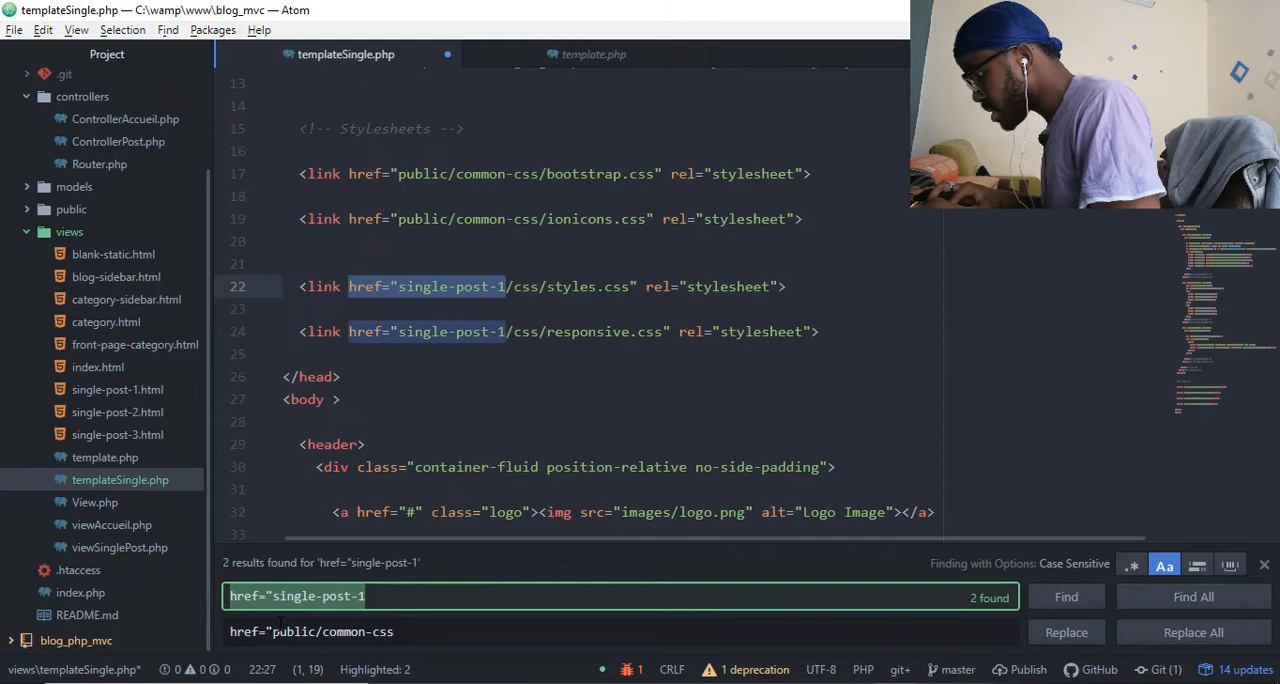 templateSingle.php — C:\wamp\www\blog_mvc — Atom
File Edit View Selection Find Packages Help
Project
.git
controllers
ControllerAccueil.php
ControllerPost.php
Router.php
models
public
views
blank-static.html
blog-sidebar.html
category-sidebar.html
category.html
front-page-category.html
index.html
single-post-1.html
single-post-2.html
single-post-3.html
template.php
templateSingle.php
View.php
viewAccueil.php
viewSinglePost.php
.htaccess
index.php
README.md
blog_php_mvc
templateSingle.php template.php
13
14
15 <!-- Stylesheets -->
16
17 <link href="public/common-css/bootstrap.css" rel="stylesheet">
18
19 <link href="public/common-css/ionicons.css" rel="stylesheet">
20
21
22 <link href="single-post-1/css/styles.css" rel="stylesheet">
23
24 <link href="single-post-1/css/responsive.css" rel="stylesheet">
25
26 </head>
27 <body >
28
29 <header>
30 <div class="container-fluid position-relative no-side-padding">
31
32 <a href="#" class="logo"><img src="images/logo.png" alt="Logo Image"></a>
33
2 results found for 'href="single-post-1' Finding with Options: Case Sensitive .* Aa
href="single-post-1 2 found Find Find All
href="public/common-css Replace Replace All
views\templateSingle.php* 0 0 0 22:27 (1, 19) Highlighted: 2 1 CRLF 1 deprecation UTF-8 PHP git+ master Publish GitHub Git (1) 14 updates